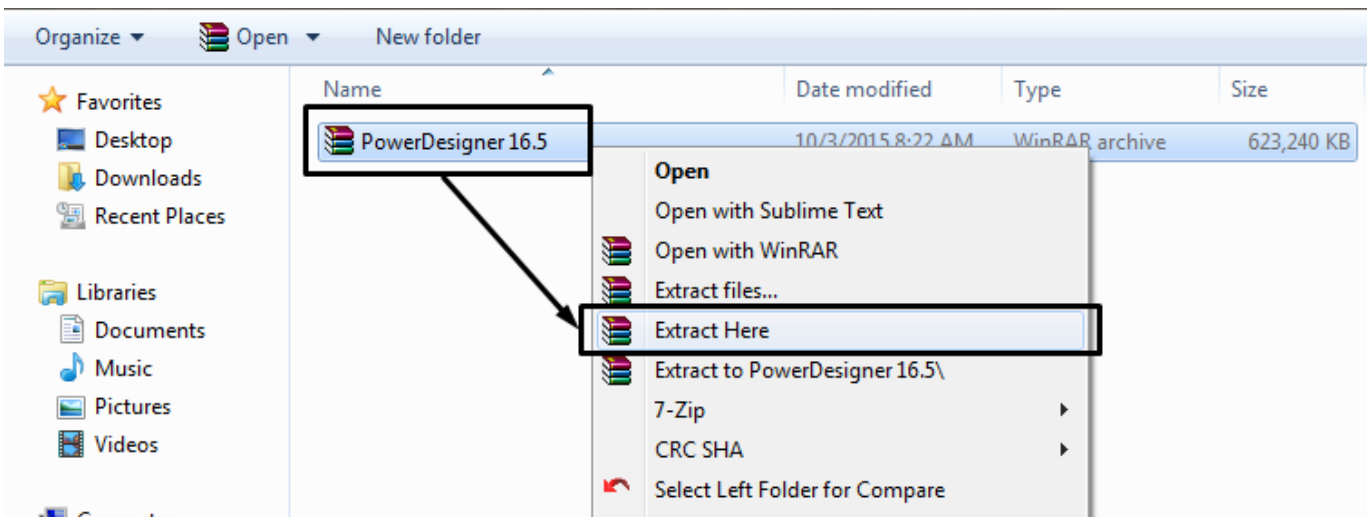 Organize Open New folder
Name Date modified Type Size
Favorites
Desktop
Downloads
Recent Places
Libraries
Documents
Music
Pictures
Videos
PowerDesigner 16.5 10/3/2015 8:22 AM WinRAR archive 623,240 KB
Open
Open with Sublime Text
Open with WinRAR
Extract files...
Extract Here
Extract to PowerDesigner 16.5\
7-Zip
CRC SHA
Select Left Folder for Compare